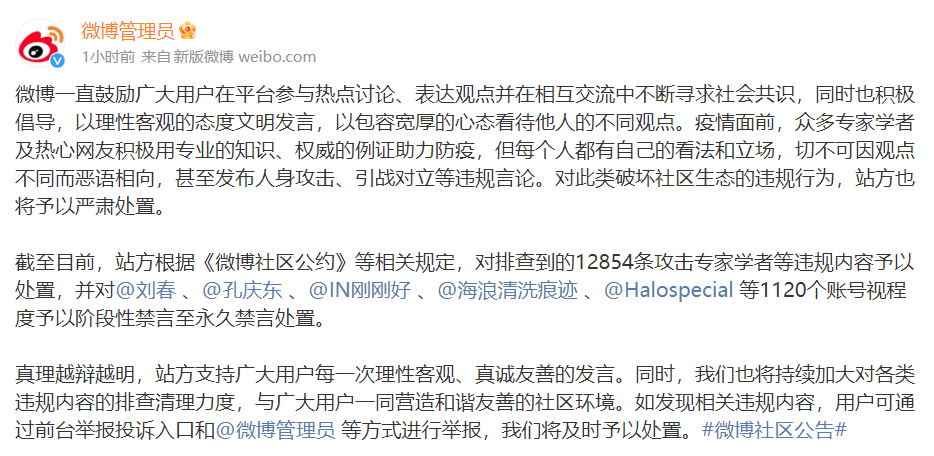 微博管理员
1小时前 来自 新版微博 weibo.com
微博一直鼓励广大用户在平台参与热点讨论、表达观点并在相互交流中不断寻求社会共识，同时也积极
倡导，以理性客观的态度文明发言，以包容宽厚的心态看待他人的不同观点。疫情面前，众多专家学者
及热心网友积极用专业的知识、权威的例证助力防疫，但每个人都有自己的看法和立场，切不可因观点
不同而恶语相向，甚至发布人身攻击、引战对立等违规言论。对此类破坏社区生态的违规行为，站方也
将予以严肃处置。
截至目前，站方根据《微博社区公约》等相关规定，对排查到的12854条攻击专家学者等违规内容予以
处置，并对@刘春 、@孔庆东 、@IN刚刚好 、@海浪清洗痕迹 、@Halospecial 等1120个账号视程
度予以阶段性禁言至永久禁言处置。
真理越辩越明，站方支持广大用户每一次理性客观、真诚友善的发言。同时，我们也将持续加大对各类
违规内容的排查清理力度，与广大用户一同营造和谐友善的社区环境。如发现相关违规内容，用户可通
过前台举报投诉入口和@微博管理员 等方式进行举报，我们将及时予以处置。#微博社区公告#